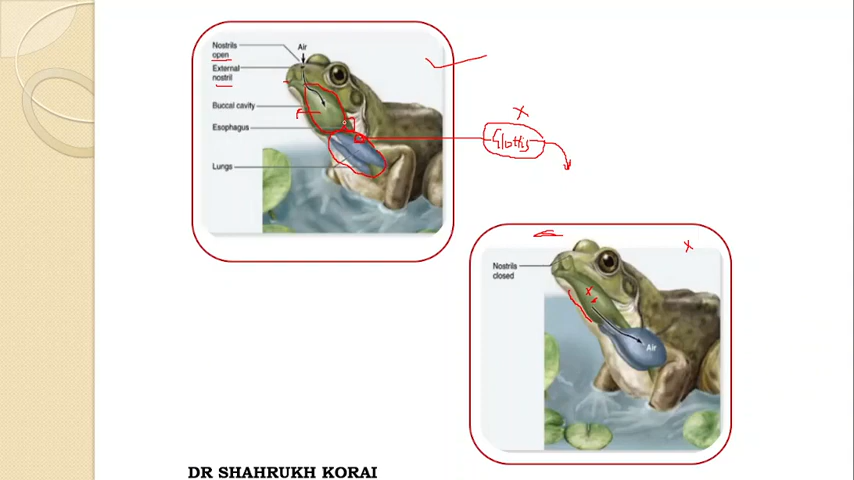 Nostrils
open
Air
External
nostril
Buccal cavity
Esophagus
Lungs
Glottis
Nostrils
closed
Air
DR SHAHRUKH KORAI